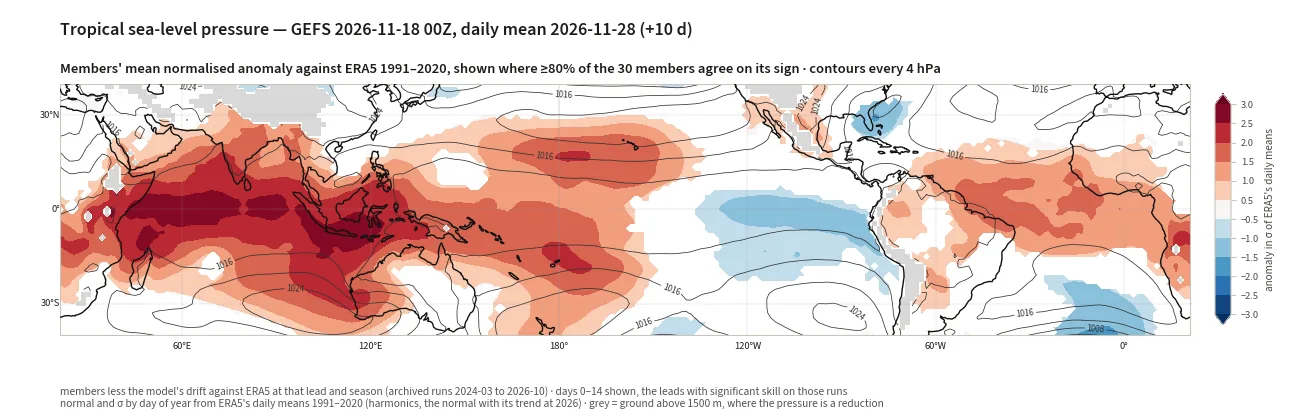 Tropical sea-level pressure — GEFS 2026-11-18 00Z, daily mean 2026-11-28 (+10 d)
Members' mean normalised anomaly against ERA5 1991–2020, shown where ≥80% of the 30 members agree on its sign · contours every 4 hPa
30°N
0°
30°S
60°E
120°E
180°
120°W
60°W
0°
1024
1016
1016
1024
1016
1016
1016
1016
1024
1024
1024
1016
1016
1016
1016
1008
3.0
2.5
2.0
1.5
1.0
0.5
−0.5
−1.0
−1.5
−2.0
−2.5
−3.0
anomaly in σ of ERA5's daily means
members less the model's drift against ERA5 at that lead and season (archived runs 2024-03 to 2026-10) · days 0–14 shown, the leads with significant skill on those runs
normal and σ by day of year from ERA5's daily means 1991–2020 (harmonics, the normal with its trend at 2026) · grey = ground above 1500 m, where the pressure is a reduction